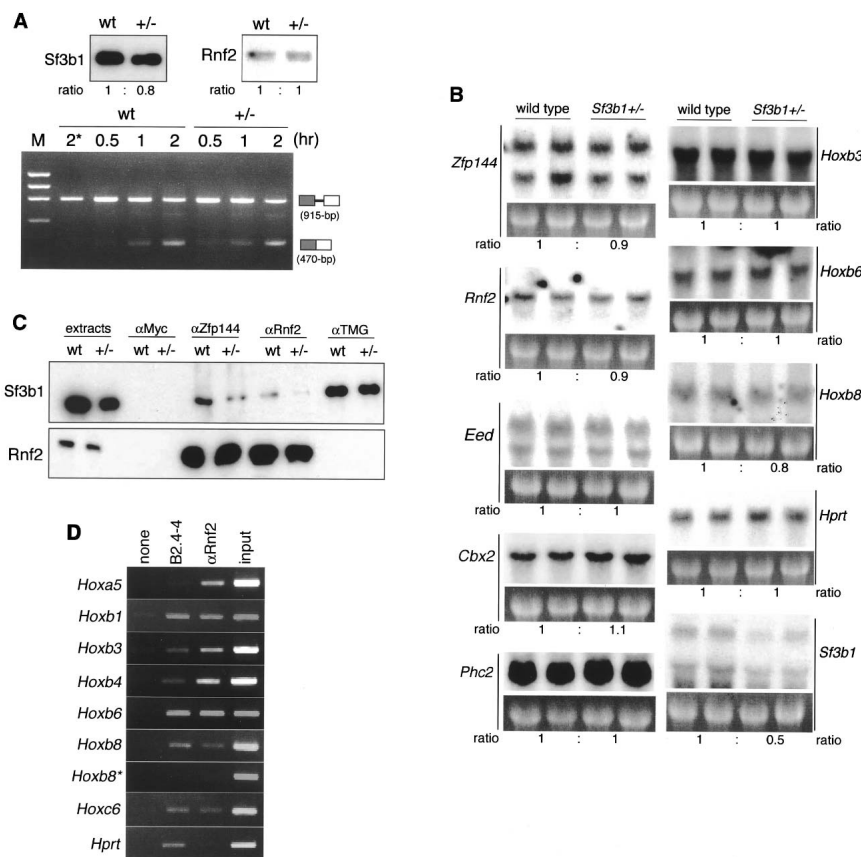 A
wt +/-
Sf3b1
ratio 1 : 0.8
wt +/-
Rnf2
ratio 1 : 1
wt +/-
M 2* 0.5 1 2 0.5 1 2 (hr)
(915-bp)
(470-bp)
C
extracts αMyc αZfp144 αRnf2 αTMG
wt +/- wt +/- wt +/- wt +/- wt +/-
Sf3b1
Rnf2
D
none B2.4-4 αRnf2 input
Hoxa5
Hoxb1
Hoxb3
Hoxb4
Hoxb6
Hoxb8
Hoxb8*
Hoxc6
Hprt
B
wild type Sf3b1+/-
Zfp144
ratio 1 : 0.9
Rnf2
ratio 1 : 0.9
Eed
ratio 1 : 1
Cbx2
ratio 1 : 1.1
Phc2
ratio 1 : 1
wild type Sf3b1+/-
Hoxb3
1 : 1 ratio
Hoxb6
1 : 1 ratio
Hoxb8
1 : 0.8 ratio
Hprt
1 : 1 ratio
Sf3b1
1 : 0.5 ratio